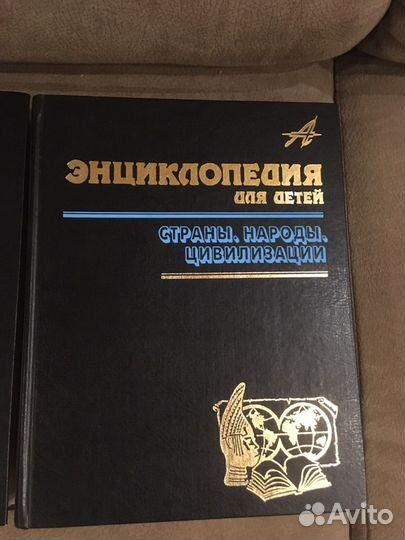 ЭНЦИКЛОПЕДИЯ
ДЛЯ ДЕТЕЙ
СТРАНЫ. НАРОДЫ.
ЦИВИЛИЗАЦИИ
Avito